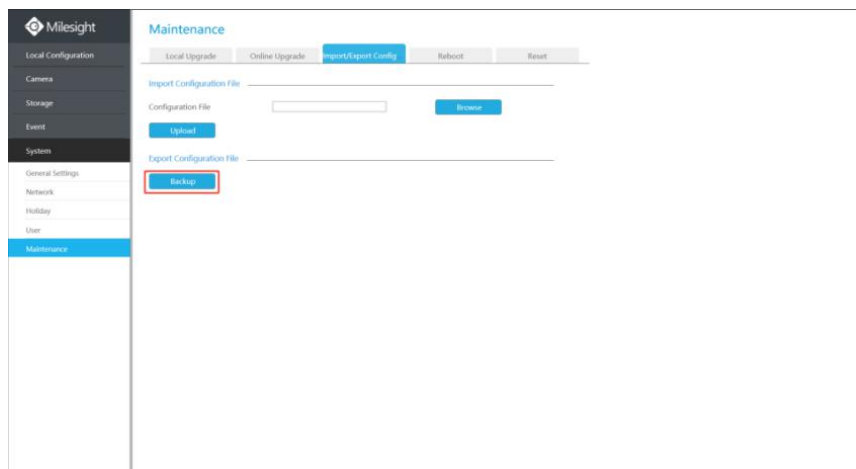 Milesight
Local Configuration
Camera
Storage
Event
System
General Settings
Network
Holiday
User
Maintenance
Maintenance
Local Upgrade Online Upgrade Import/Export Config Reboot Reset
Import Configuration File
Configuration File Browse
Upload
Export Configuration File
Backup